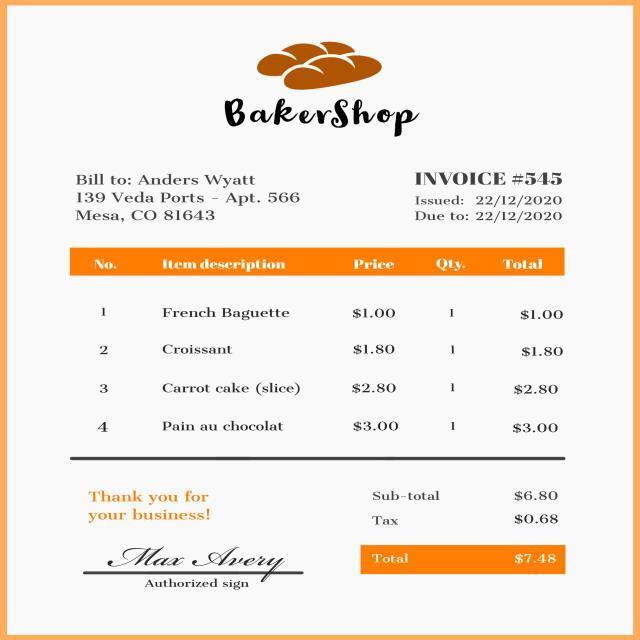 BakerShop
Bill to: Anders Wyatt
139 Veda Ports - Apt. 566
Mesa, CO 81643
INVOICE #545
Issued: 22/12/2020
Due to: 22/12/2020
No. Item description Price Qty. Total
1 French Baguette $1.00 1 $1.00
2 Croissant $1.80 1 $1.80
3 Carrot cake (slice) $2.80 1 $2.80
4 Pain au chocolat $3.00 1 $3.00
Thank you for
your business!
Max Avery
Authorized sign
Sub-total $6.80
Tax $0.68
Total $7.48